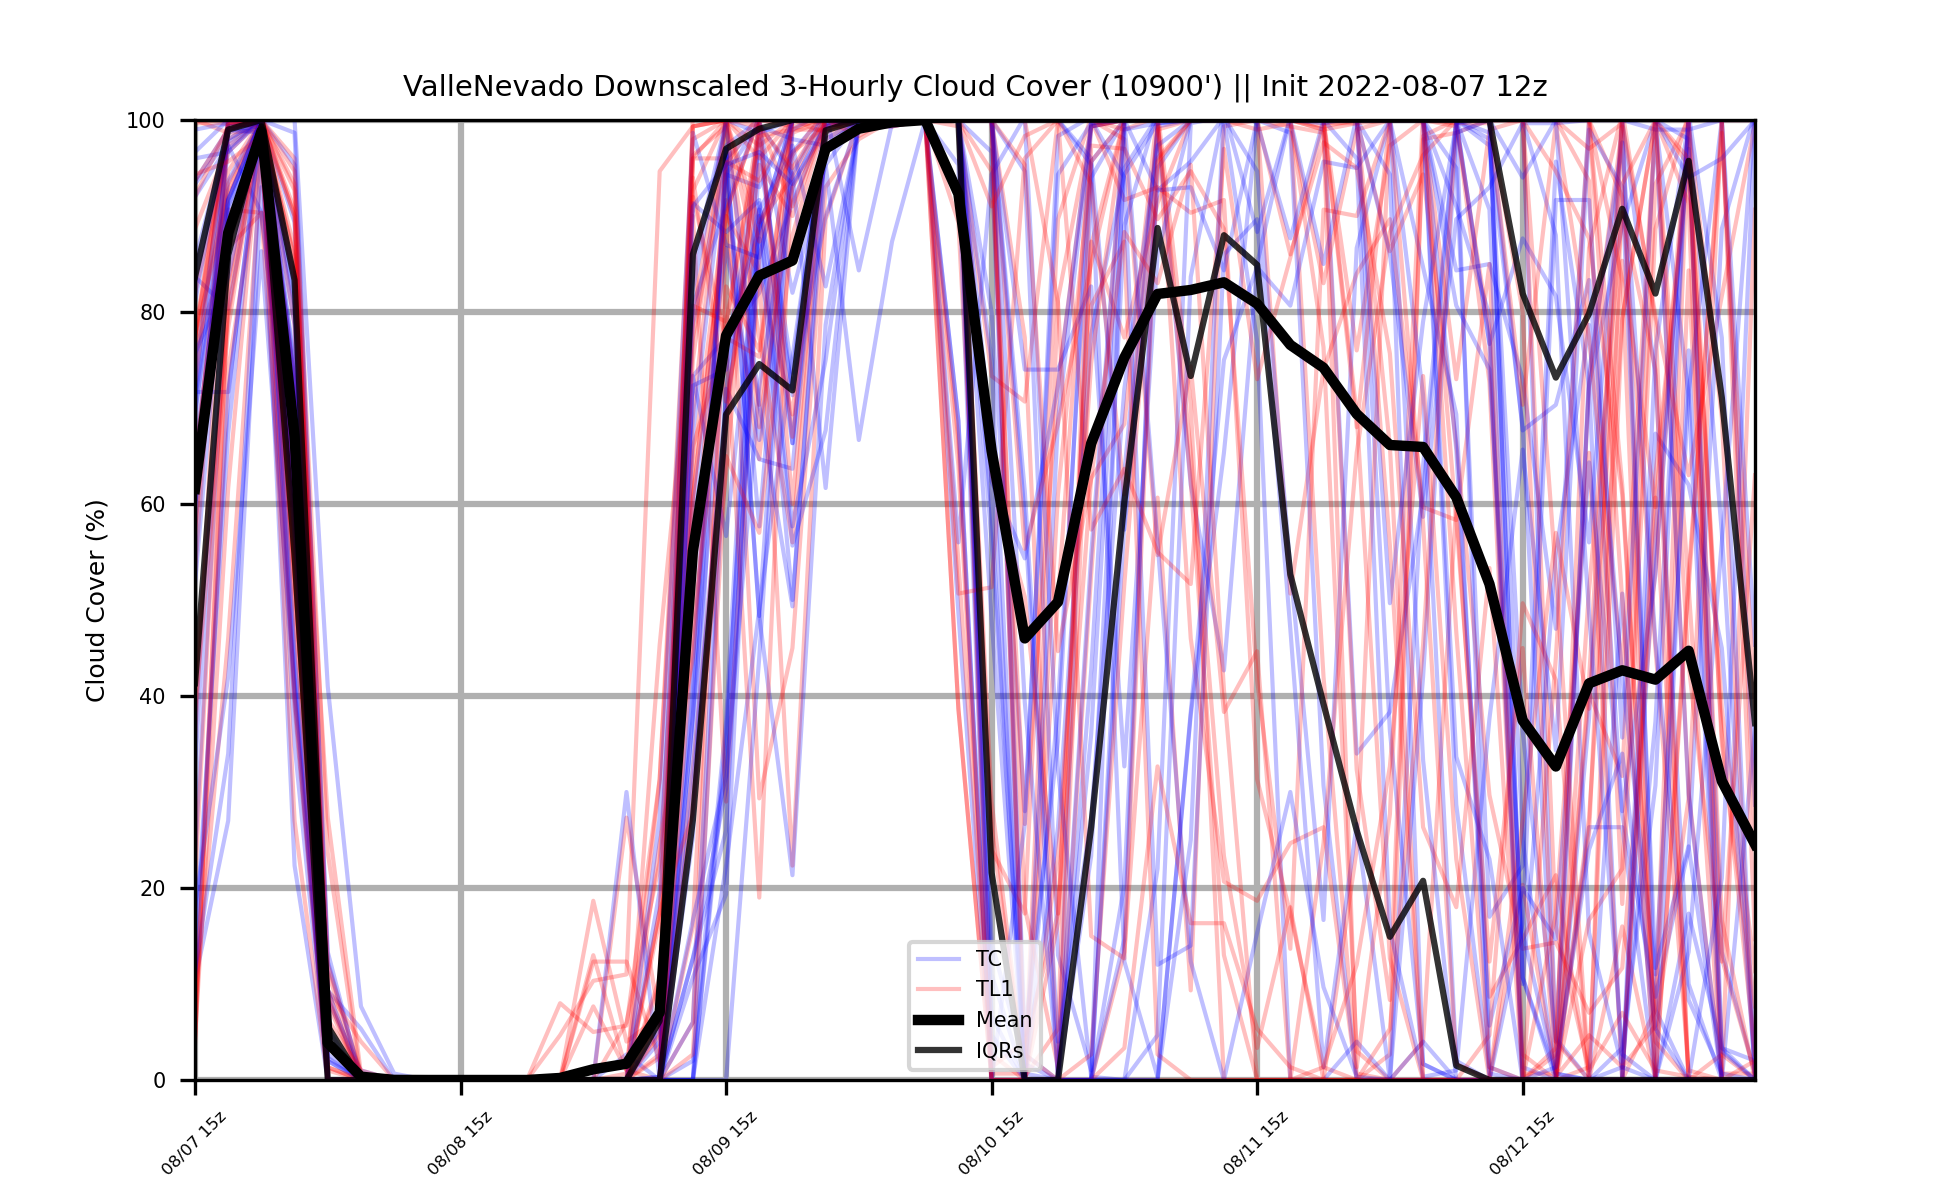 ValleNevado Downscaled 3-Hourly Cloud Cover (10900') || Init 2022-08-07 12z
Cloud Cover (%)
100
80
60
40
20
0
TC
TL1
Mean
IQRs
08/07 15z
08/08 15z
08/09 15z
08/10 15z
08/11 15z
08/12 15z